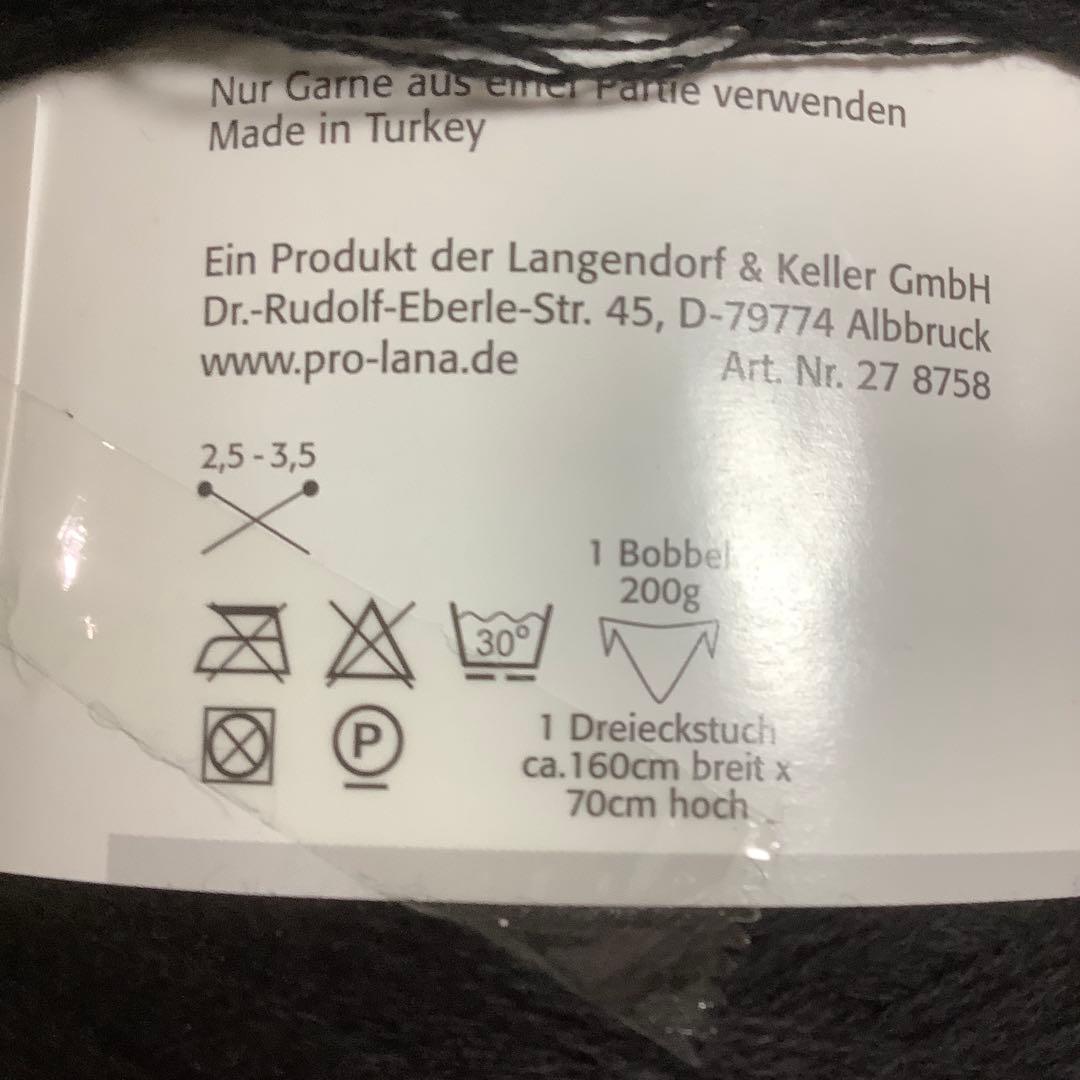 Nur Garne aus einer Partie verwenden
Made in Turkey
Ein Produkt der Langendorf & Keller GmbH
Dr.-Rudolf-Eberle-Str. 45, D-79774 Albbruck
www.pro-lana.de Art. Nr. 27 8758
2,5 - 3,5
1 Bobbel
200g
30°
P
1 Dreieckstuch
ca.160cm breit x
70cm hoch